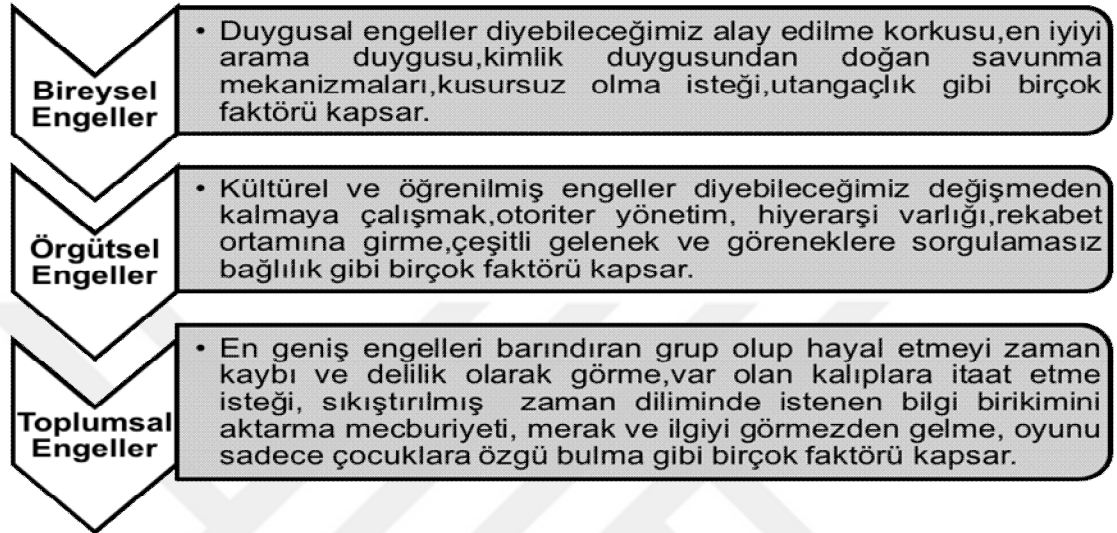 Bireysel
Engeller
• Duygusal engeller diyebileceğimiz alay edilme korkusu,en iyiyi
arama duygusu,kimlik duygusundan doğan savunma
mekanizmaları,kusursuz olma isteği,utangaçlık gibi birçok
faktörü kapsar.
Örgütsel
Engeller
• Kültürel ve öğrenilmiş engeller diyebileceğimiz değişmeden
kalmaya çalışmak,otoriter yönetim, hiyerarşi varlığı,rekabet
ortamına girme,çeşitli gelenek ve göreneklere sorgulamasız
bağlılık gibi birçok faktörü kapsar.
Toplumsal
Engeller
• En geniş engelleri barındıran grup olup hayal etmeyi zaman
kaybı ve delilik olarak görme,var olan kalıplara itaat etme
isteği, sıkıştırılmış zaman diliminde istenen bilgi birikimini
aktarma mecburiyeti, merak ve ilgiyi görmezden gelme, oyunu
sadece çocuklara özgü bulma gibi birçok faktörü kapsar.